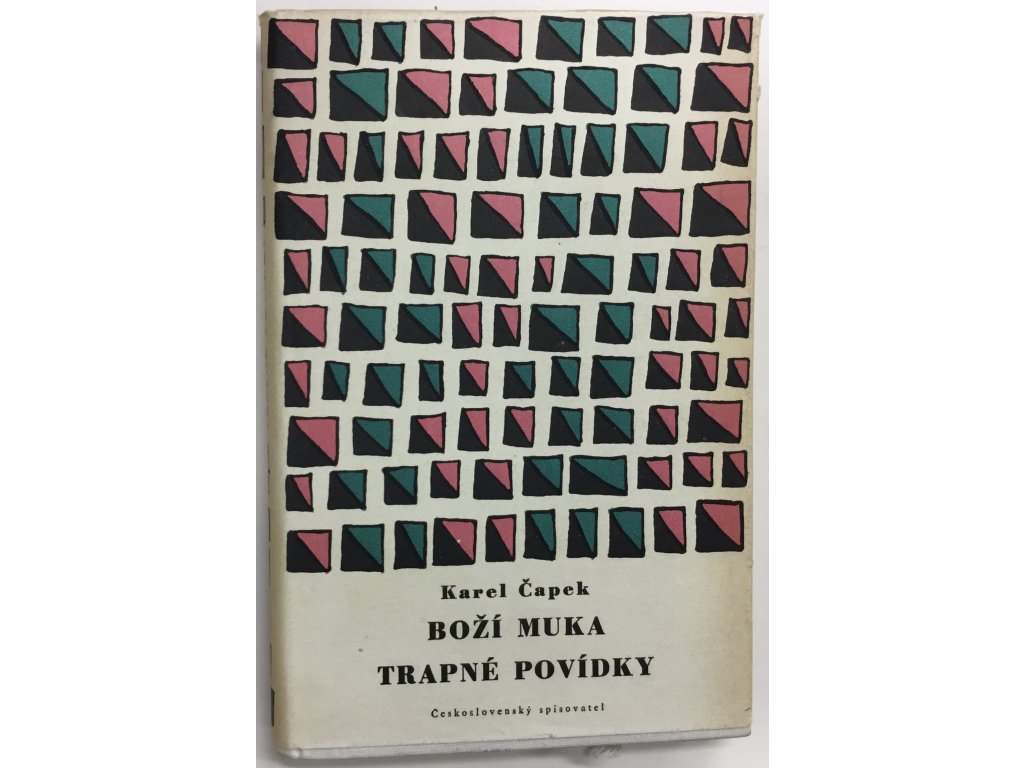 Karel Čapek
BOŽÍ MUKA
TRAPNÉ POVÍDKY
Československý spisovatel